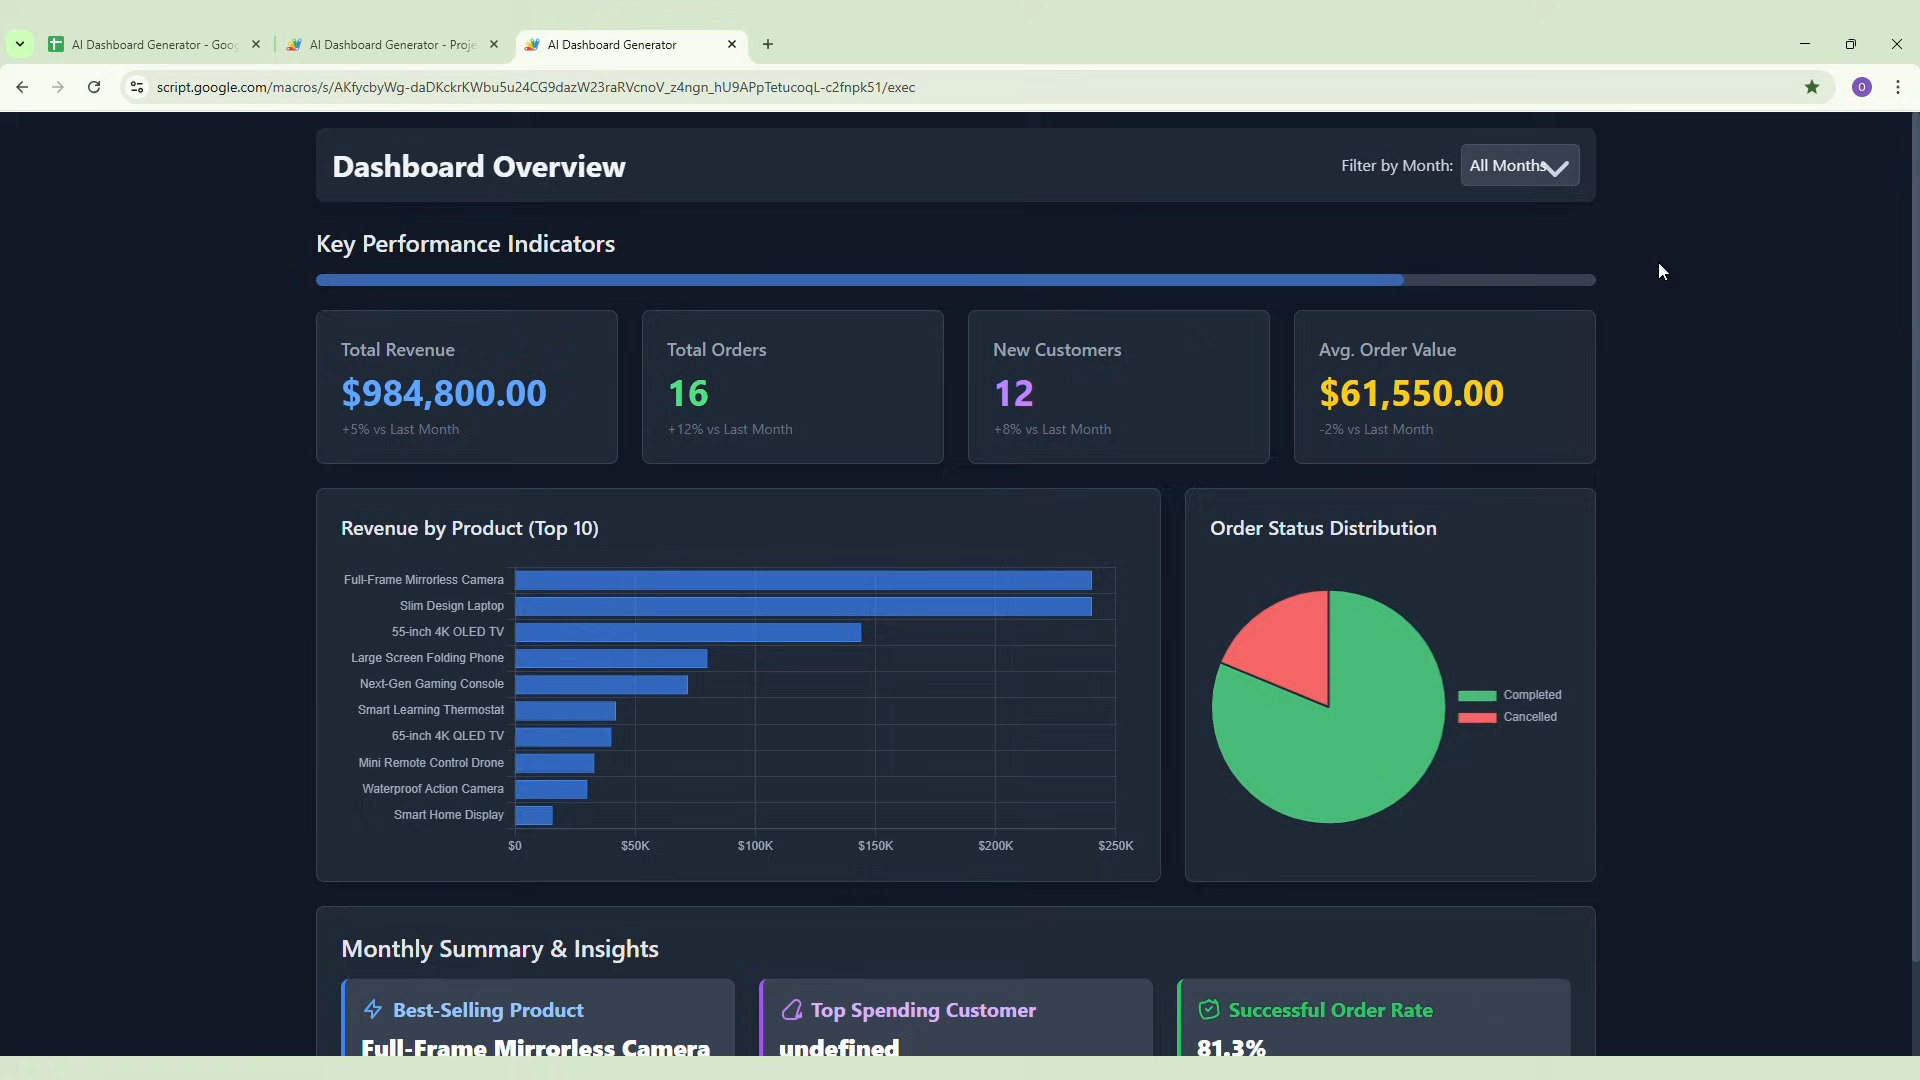 AI Dashboard Generator - Goog
AI Dashboard Generator - Proje
AI Dashboard Generator
script.google.com/macros/s/AKfycbyWg-daDKckrKWbu5u24CG9dazW23raRVcnoV_z4ngn_hU9APpTetucoqL-c2fnpk51/exec
O
Dashboard Overview
Filter by Month:
All Months
Key Performance Indicators
Total Revenue
$984,800.00
+5% vs Last Month
Total Orders
16
+12% vs Last Month
New Customers
12
+8% vs Last Month
Avg. Order Value
$61,550.00
-2% vs Last Month
Revenue by Product (Top 10)
Full-Frame Mirrorless Camera
Slim Design Laptop
55-inch 4K OLED TV
Large Screen Folding Phone
Next-Gen Gaming Console
Smart Learning Thermostat
65-inch 4K QLED TV
Mini Remote Control Drone
Waterproof Action Camera
Smart Home Display
$0 $50K $100K $150K $200K $250K
Order Status Distribution
Completed
Cancelled
Monthly Summary & Insights
Best-Selling Product
Full-Frame Mirrorless Camera
Top Spending Customer
undefined
Successful Order Rate
81.3%